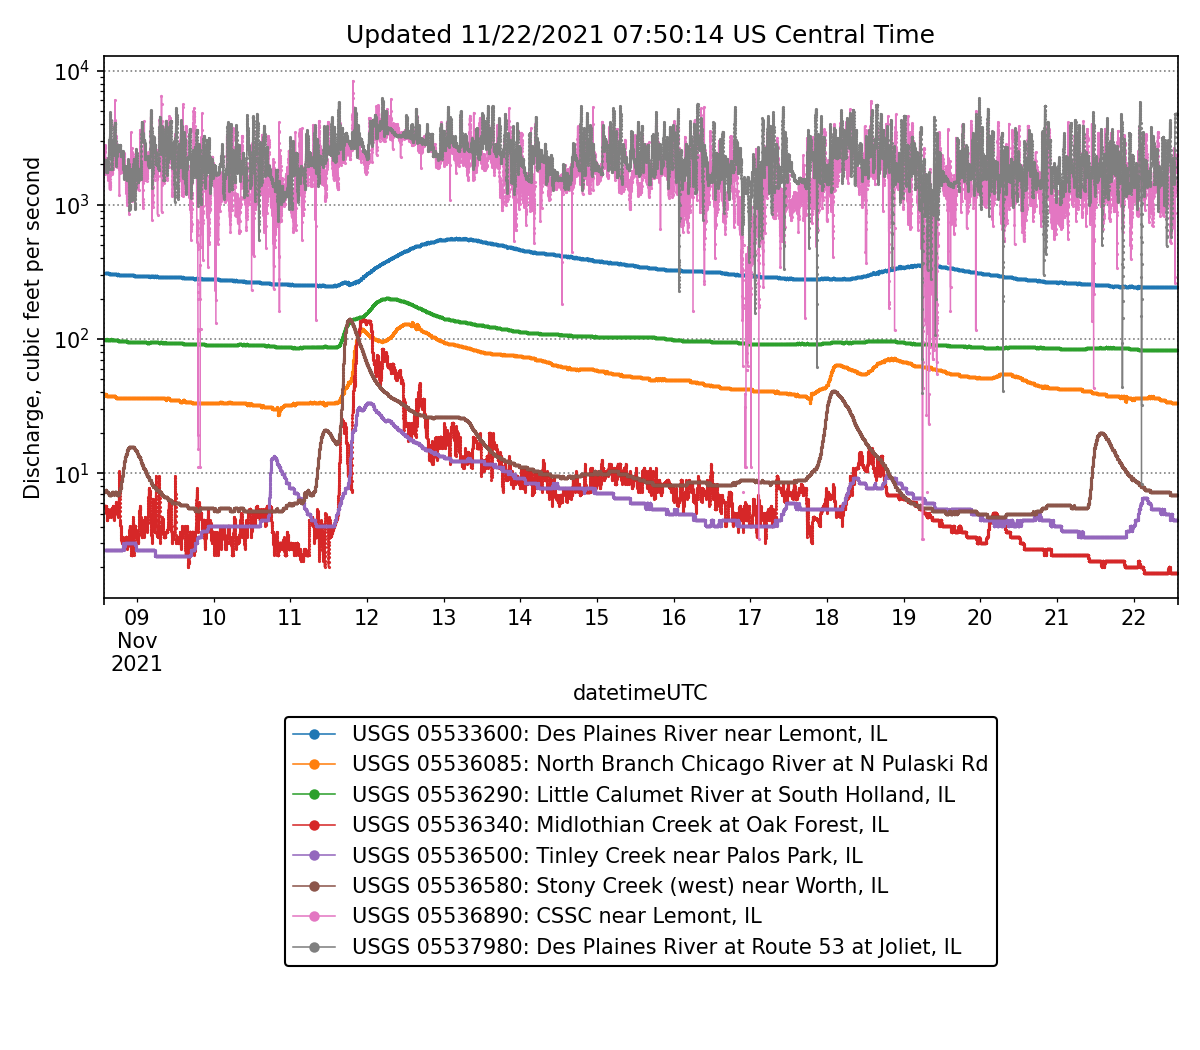 Updated 11/22/2021 07:50:14 US Central Time
Discharge, cubic feet per second
10⁴
10³
10²
10¹
09 10 11 12 13 14 15 16 17 18 19 20 21 22
Nov
2021
datetimeUTC
USGS 05533600: Des Plaines River near Lemont, IL
USGS 05536085: North Branch Chicago River at N Pulaski Rd
USGS 05536290: Little Calumet River at South Holland, IL
USGS 05536340: Midlothian Creek at Oak Forest, IL
USGS 05536500: Tinley Creek near Palos Park, IL
USGS 05536580: Stony Creek (west) near Worth, IL
USGS 05536890: CSSC near Lemont, IL
USGS 05537980: Des Plaines River at Route 53 at Joliet, IL